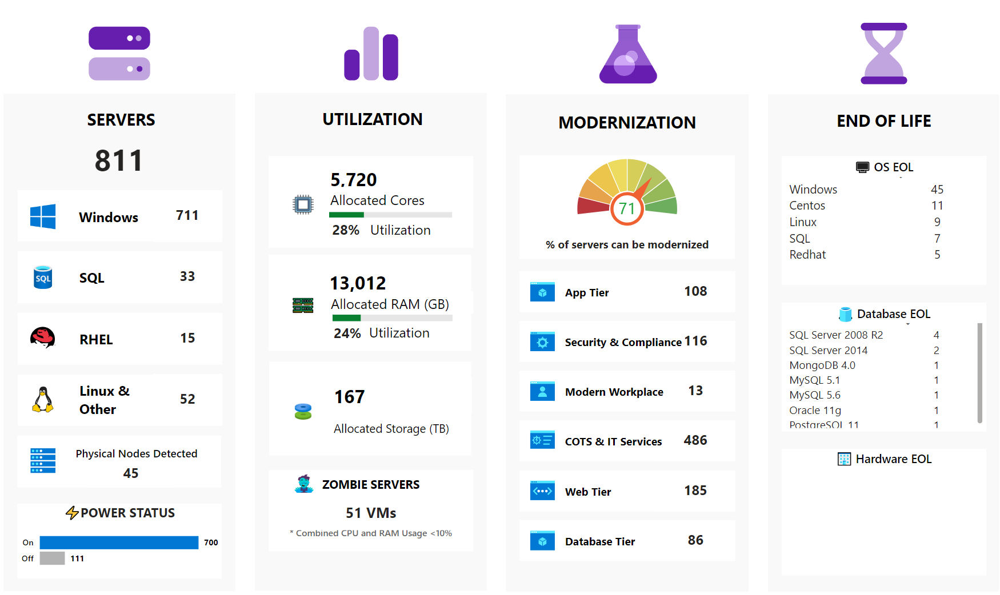 SERVERS
811
Windows 711
SQL
SQL 33
RHEL 15
Linux & Other 52
Physical Nodes Detected
45
⚡POWER STATUS
On 700
Off 111
UTILIZATION
5,720
Allocated Cores
28% Utilization
13,012
Allocated RAM (GB)
24% Utilization
167
Allocated Storage (TB)
ZOMBIE SERVERS
51 VMs
* Combined CPU and RAM Usage <10%
MODERNIZATION
71
% of servers can be modernized
App Tier 108
Security & Compliance 116
Modern Workplace 13
COTS & IT Services 486
Web Tier 185
Database Tier 86
END OF LIFE
OS EOL
Windows 45
Centos 11
Linux 9
SQL 7
Redhat 5
Database EOL
SQL Server 2008 R2 4
SQL Server 2014 2
MongoDB 4.0 1
MySQL 5.1 1
MySQL 5.6 1
Oracle 11g 1
PostgreSQL 11 1
Hardware EOL